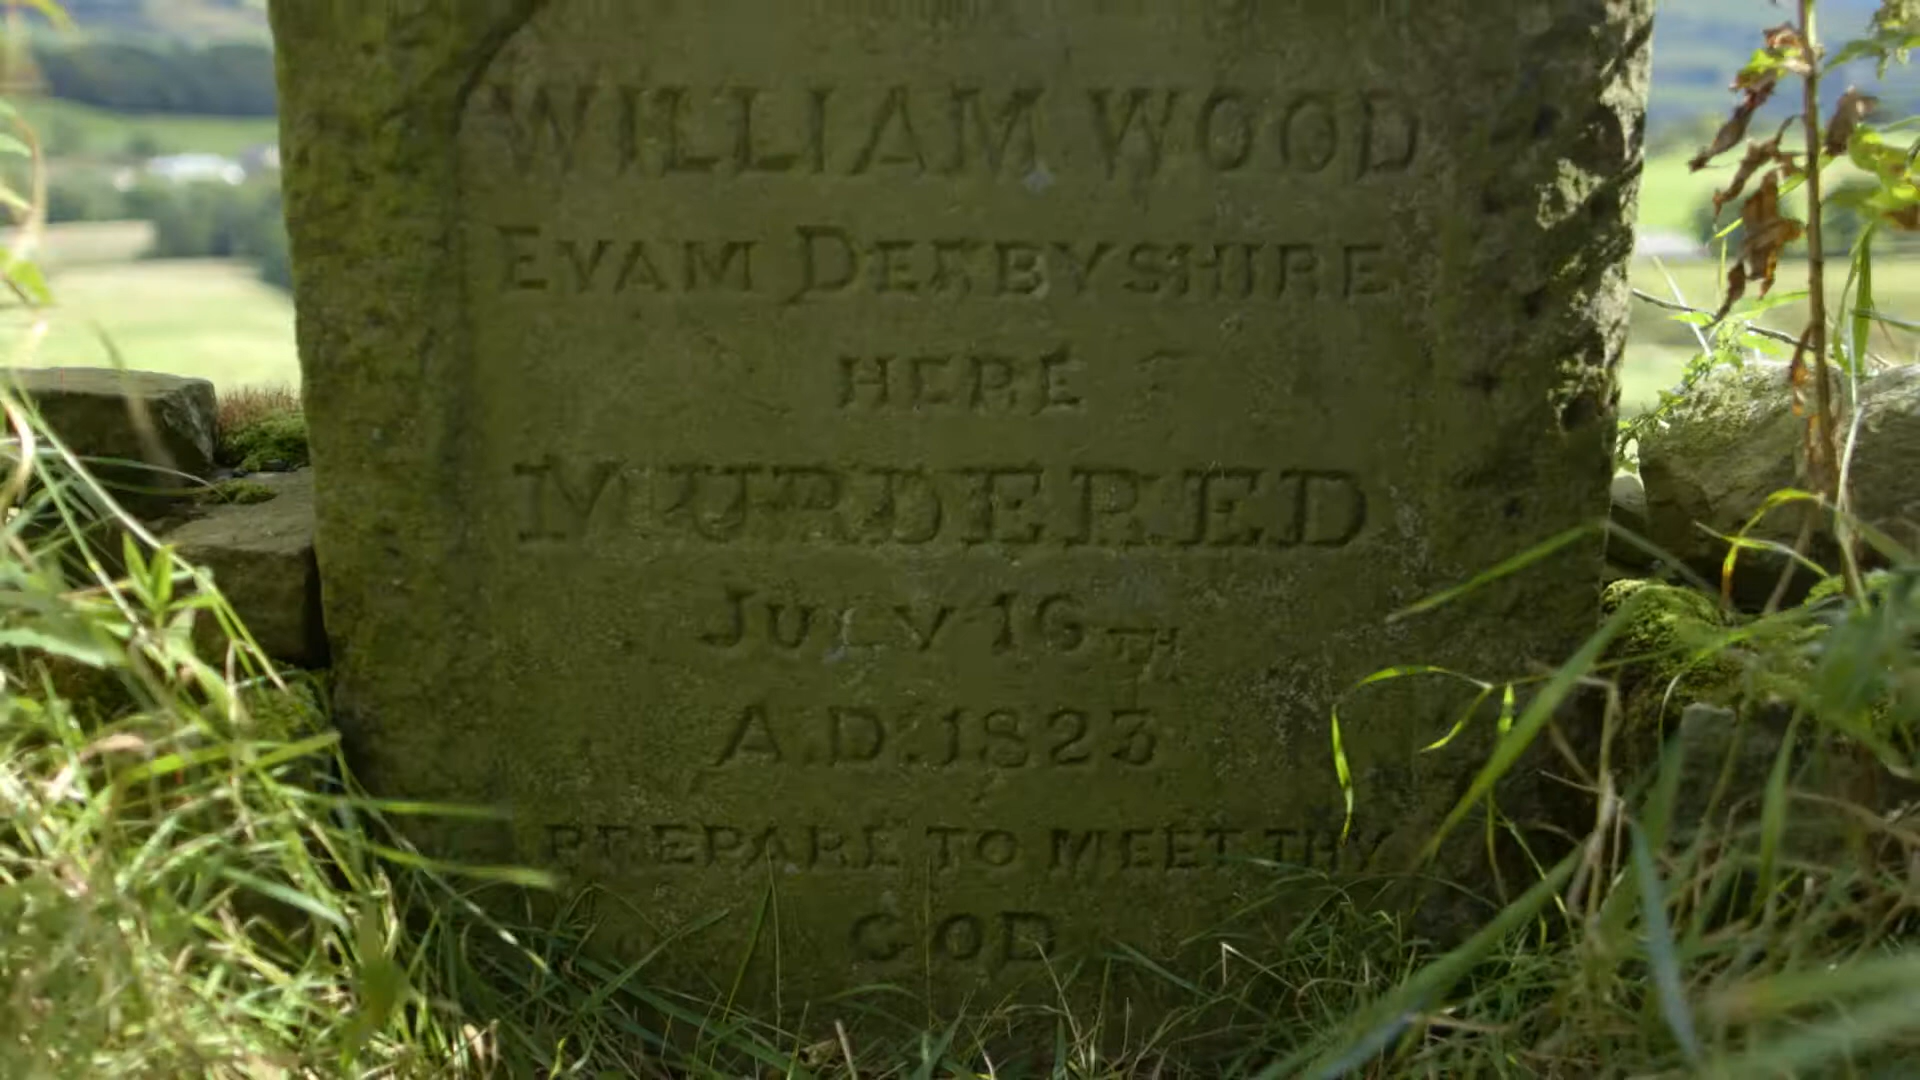 WILLIAM WOOD
EYAM DERBYSHIRE
HERE
MURDERED
JULY 16TH
A.D. 1823
PREPARE TO MEET THY
GOD